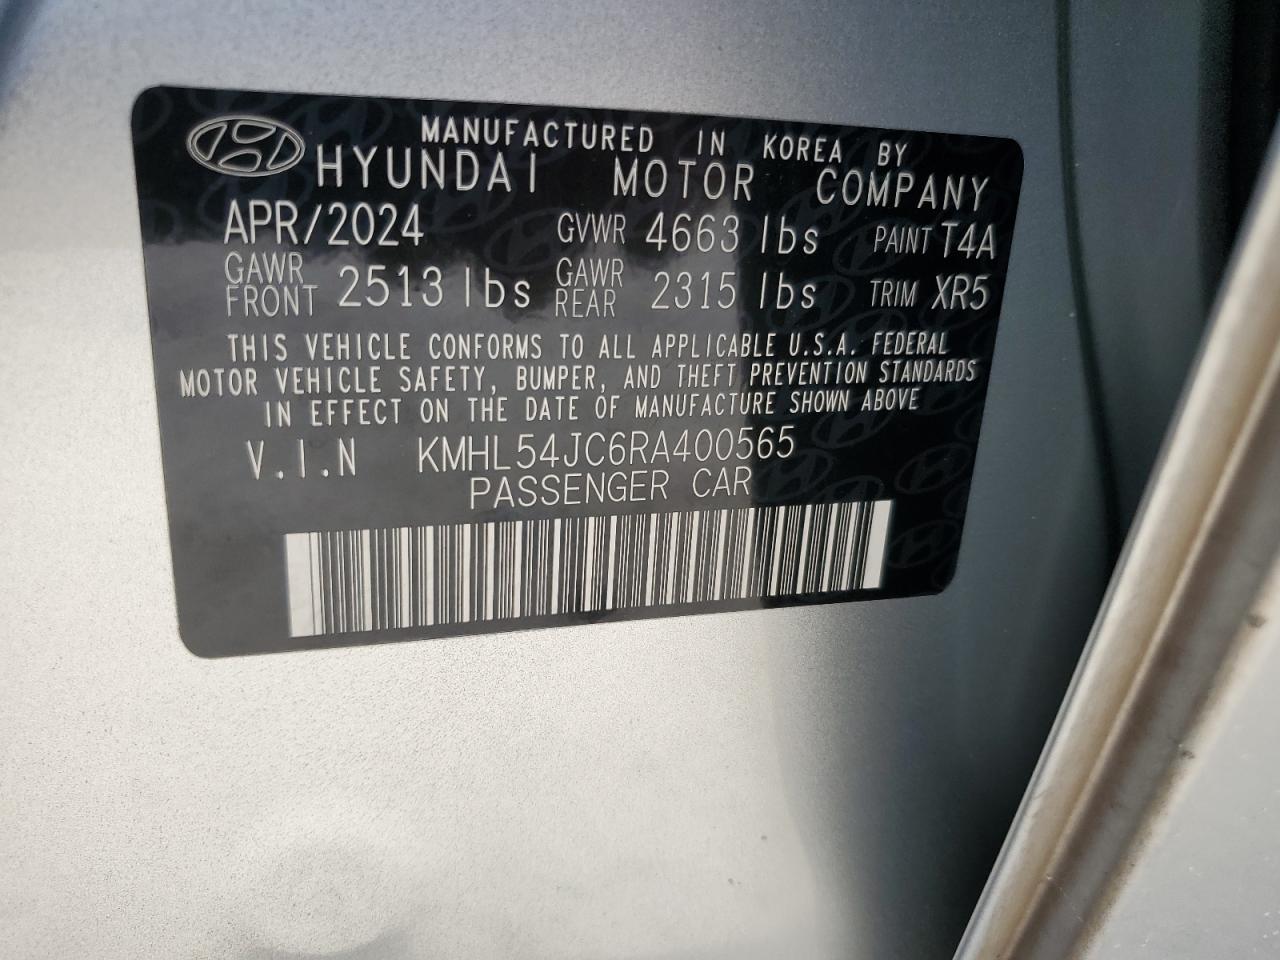 MANUFACTURED IN KOREA BY
HYUNDAI MOTOR COMPANY
APR/2024 GVWR 4663 lbs PAINT T4A
GAWR FRONT 2513 lbs GAWR REAR 2315 lbs TRIM XR5
THIS VEHICLE CONFORMS TO ALL APPLICABLE U.S.A. FEDERAL
MOTOR VEHICLE SAFETY, BUMPER, AND THEFT PREVENTION STANDARDS
IN EFFECT ON THE DATE OF MANUFACTURE SHOWN ABOVE
V.I.N KMHL54JC6RA400565
PASSENGER CAR